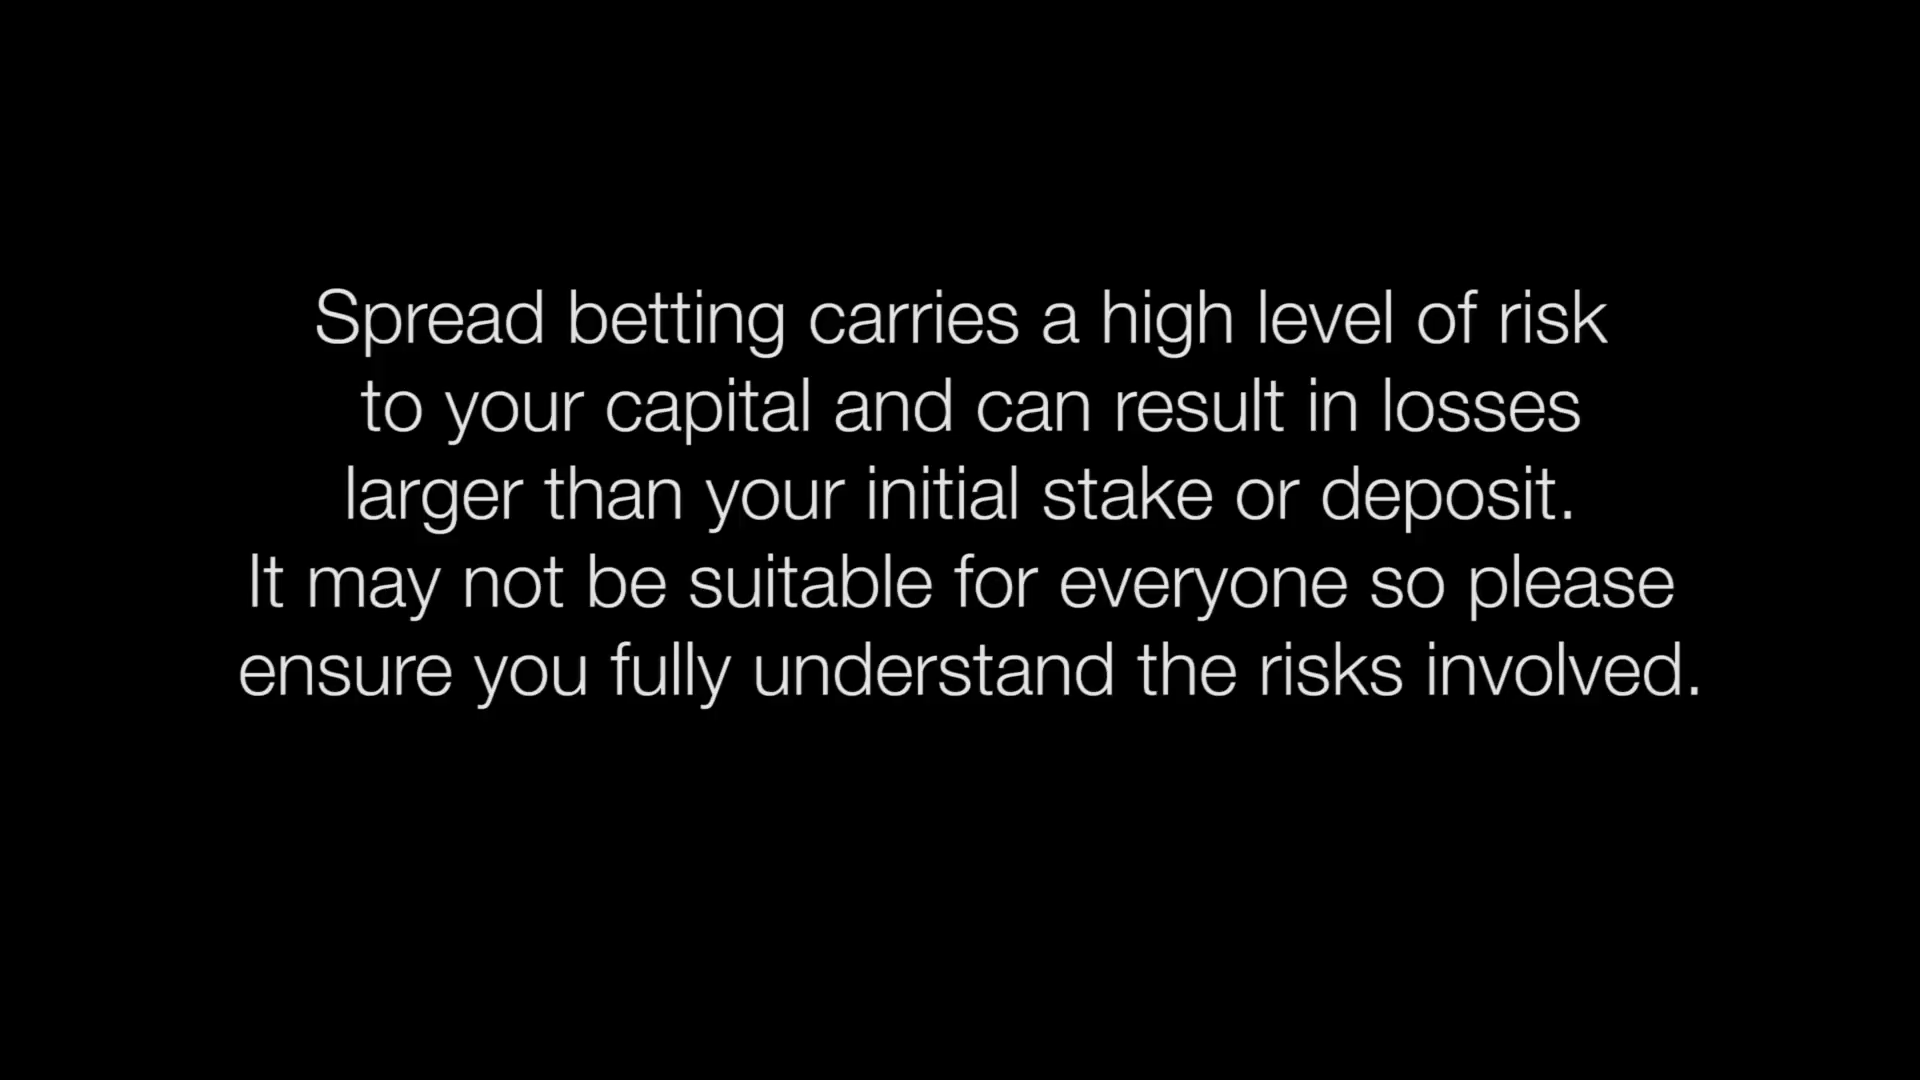 Spread betting carries a high level of risk
to your capital and can result in losses
larger than your initial stake or deposit.
It may not be suitable for everyone so please
ensure you fully understand the risks involved.